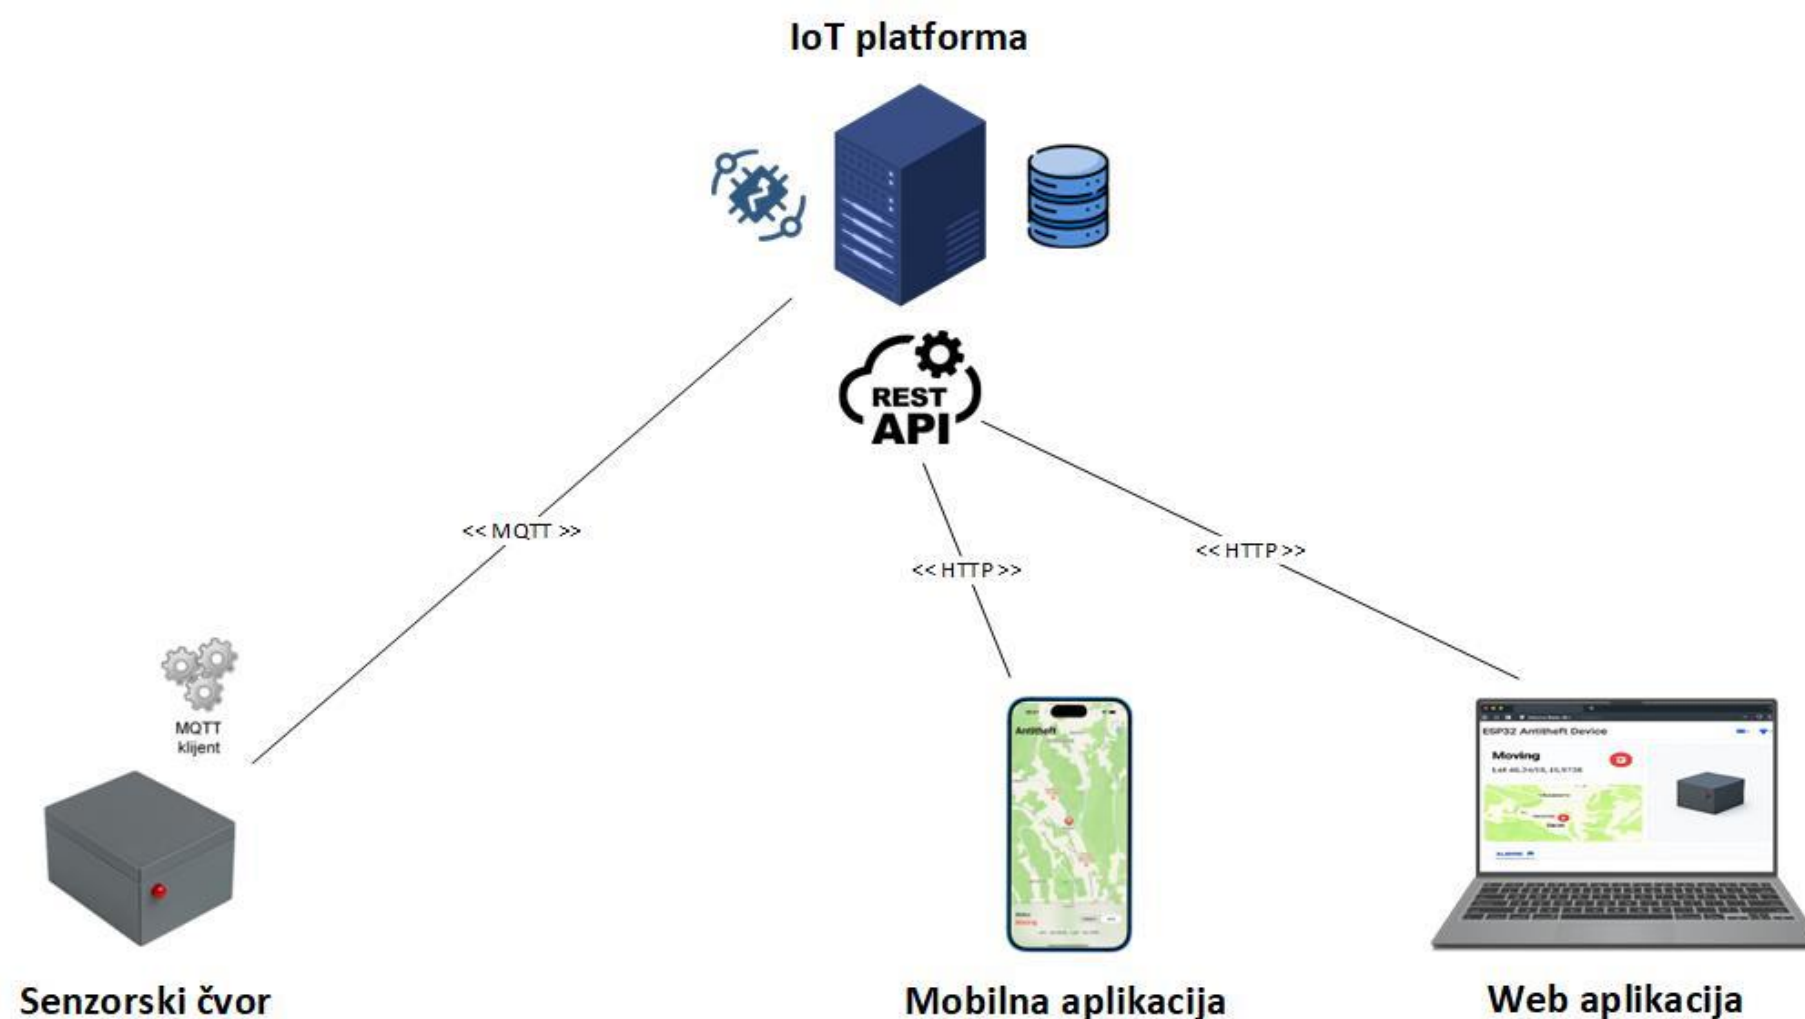 IoT platforma
REST
API
<< MQTT >>
<< HTTP >>
<< HTTP >>
MQTT
klijent
Antitheft
Moving
ESP32 Antitheft Device
Moving
Senzorski čvor
Mobilna aplikacija
Web aplikacija